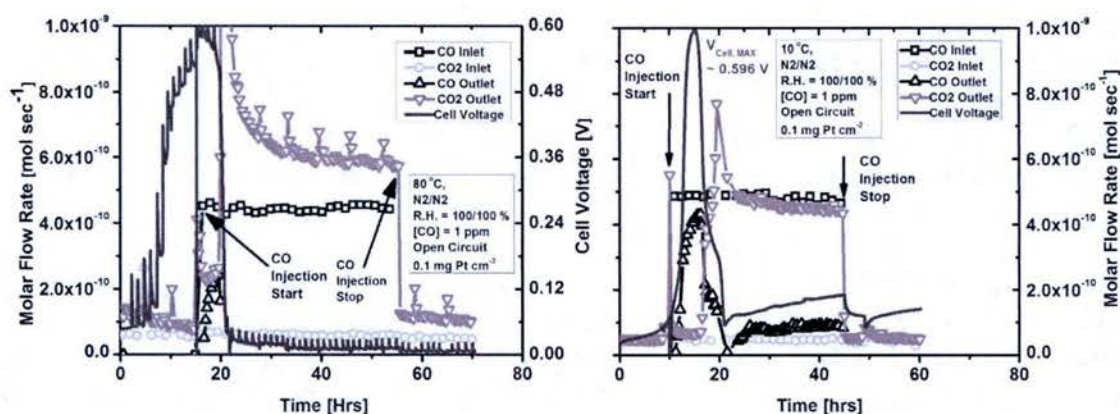 1.0x10⁻⁹
8.0x10⁻¹⁰
6.0x10⁻¹⁰
4.0x10⁻¹⁰
2.0x10⁻¹⁰
0.0
Molar Flow Rate [mol sec⁻¹]
CO Inlet
CO2 Inlet
CO Outlet
CO2 Outlet
Cell Voltage
80 °C,
N2/N2
R.H. = 100/100 %
[CO] = 1 ppm
Open Circuit
0.1 mg Pt cm⁻²
CO
Injection
Start
CO
Injection
Stop
0.60
0.48
0.36
0.24
0.12
0.00
Cell Voltage [V]
0 20 40 60 80
Time [Hrs]
CO
Injection
Start
V Cell, MAX
~ 0.596 V
10 °C,
N2/N2
R.H. = 100/100 %
[CO] = 1 ppm
Open Circuit
0.1 mg Pt cm⁻²
CO Inlet
CO2 Inlet
CO Outlet
CO2 Outlet
Cell Voltage
CO
Injection
Stop
1.0x10⁻⁹
8.0x10⁻¹⁰
6.0x10⁻¹⁰
4.0x10⁻¹⁰
2.0x10⁻¹⁰
0.0
Molar Flow Rate [mol sec⁻¹]
0 20 40 60 80
Time [hrs]